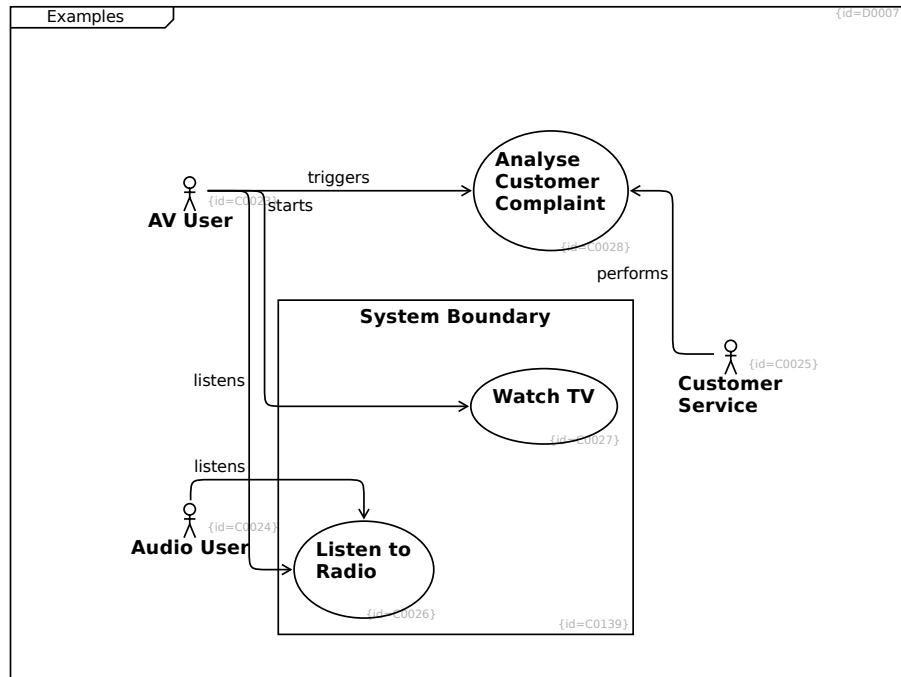 Examples
{id=D0007
Analyse
Customer
Complaint
triggers
{id=C0023}
starts
AV User
{id=C0028}
performs
System Boundary
{id=C0025}
listens
Customer
Service
Watch TV
{id=C0027}
listens
{id=C0024}
Audio User
Listen to
Radio
{id=C0026}
{id=C0139}